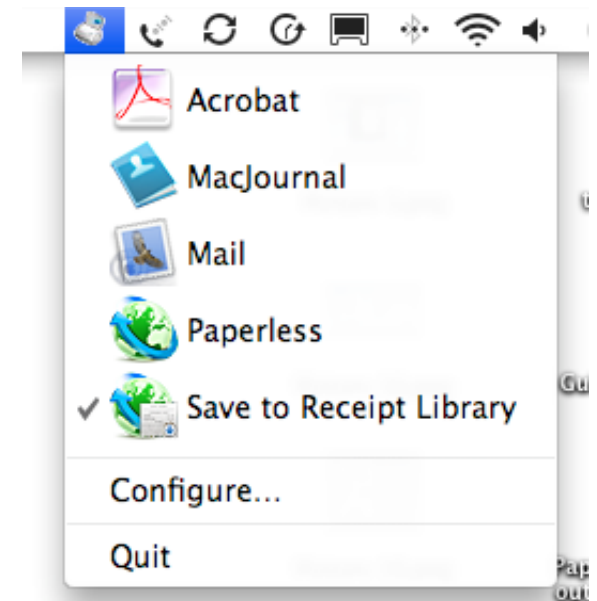 Acrobat
MacJournal
Mail
Paperless
Save to Receipt Library
Configure...
Quit